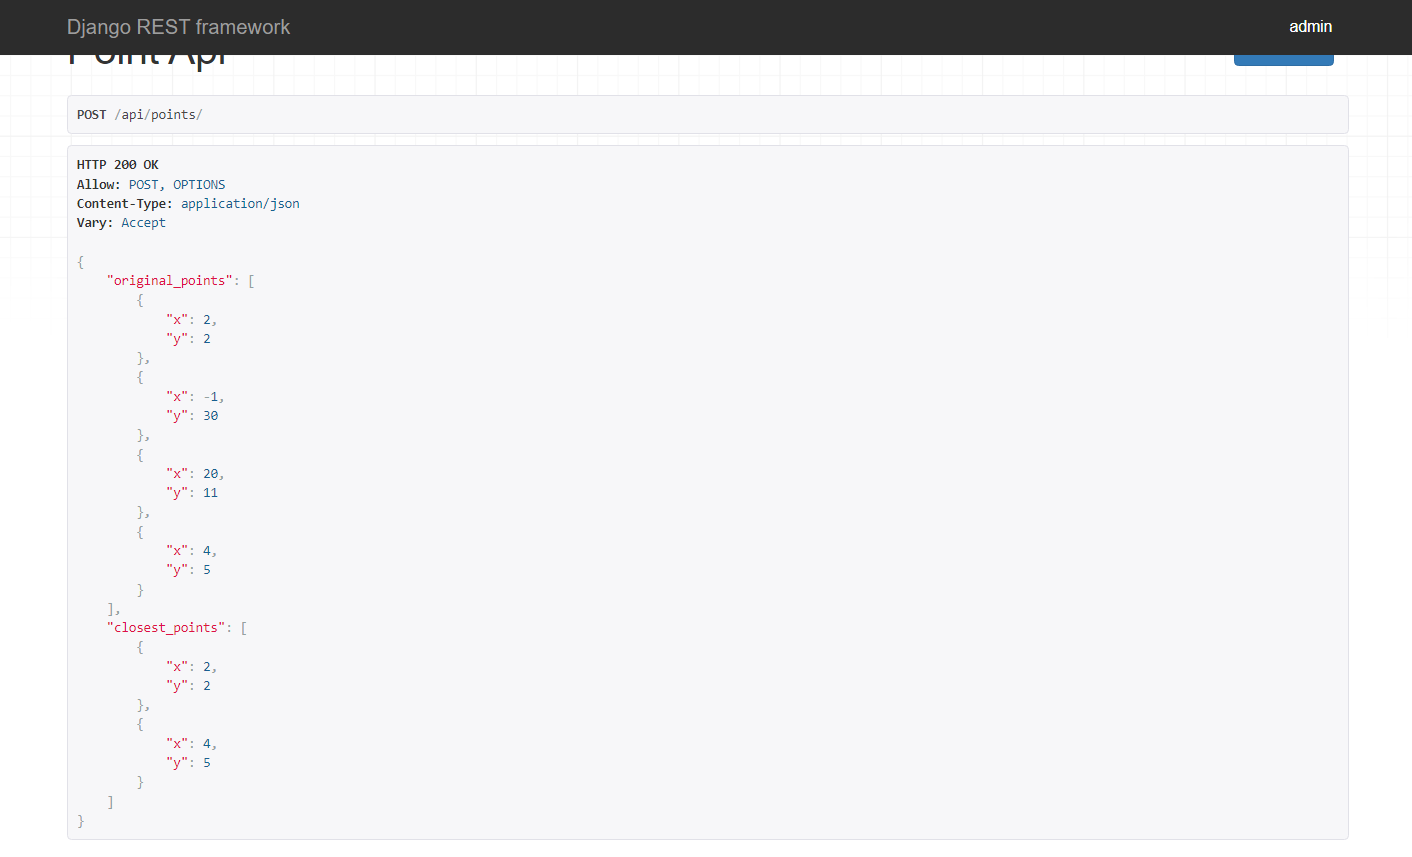 Django REST framework
admin
Point Api
POST /api/points/
HTTP 200 OK
Allow: POST, OPTIONS
Content-Type: application/json
Vary: Accept
{
"original_points": [
{
"x": 2,
"y": 2
},
{
"x": -1,
"y": 30
},
{
"x": 20,
"y": 11
},
{
"x": 4,
"y": 5
}
],
"closest_points": [
{
"x": 2,
"y": 2
},
{
"x": 4,
"y": 5
}
]
}